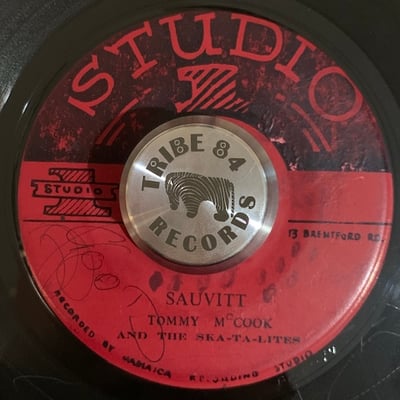 STUDIO
1
TRIBE 84
RECORDS
STUDIO
1
13 BRENTFORD RD.
SAUVITT
TOMMY McCOOK
AND THE SKA-TA-LITES
RECORDED BY JAMAICA RECORDING STUDIO